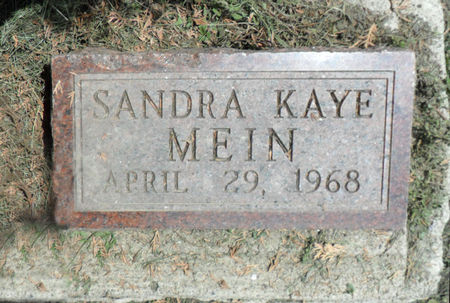 SANDRA KAYE
MEIN
APRIL 29, 1968